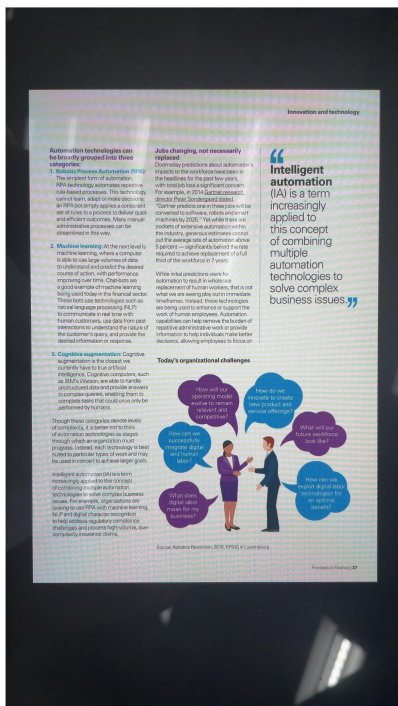 Innovation and technology
Automation technologies can
be broadly grouped into three
categories:
1. Robotic Process Automation (RPA):
The simplest form of automation,
RPA technology automates repetitive
rule-based processes. This technology
cannot learn, adapt or make decisions;
an RPA bot simply applies a consistent
set of rules to a process to deliver quick
and efficient outcomes. Many manual
administrative processes can be
streamlined in this way.
2. Machine learning: At the next level is
machine learning, where a computer
is able to use large volumes of data
to understand and predict the desired
course of action, with performance
improving over time. Chat-bots are
a good example of machine learning
being used today in the financial sector.
These bots use technologies such as
natural language processing (NLP)
to communicate in real time with
human customers, use data from past
interactions to understand the nature of
the customer's query, and provide the
desired information or response.
3. Cognitive augmentation: Cognitive
augmentation is the closest we
currently have to true artificial
intelligence. Cognitive computers, such
as IBM's Watson, are able to handle
unstructured data and provide answers
to complex queries, enabling them to
complete tasks that could once only be
performed by humans.
Though these categories denote levels
of complexity, it is better not to think
of automation technologies as stages
through which an organization must
progress. Instead, each technology is best
suited to particular types of work and may
be used in concert to achieve larger goals.
Intelligent automation (IA) is a term
increasingly applied to this concept
of combining multiple automation
technologies to solve complex business
issues. For example, organizations are
looking to use RPA with machine learning,
NLP and digital character recognition
to help address regulatory compliance
challenges and process high-volume, low-
complexity insurance claims.
Jobs changing, not necessarily
replaced
Doomsday predictions about automation's
impacts to the workforce have been in
the headlines for the past few years,
with total job loss a significant concern.
For example, in 2014 Gartner research
director Peter Sondergaard stated,
"Gartner predicts one in three jobs will be
converted to software, robots and smart
machines by 2025." Yet while there are
pockets of extensive automation within
the industry, generous estimates cannot
put the average rate of automation above
5 percent — significantly behind the rate
required to achieve replacement of a full
third of the workforce in 7 years.
While initial predictions were for
automation to result in wholesale
replacement of human workers, that is not
what we are seeing play out in immediate
timeframes. Instead, these technologies
are being used to enhance or support the
work of human employees. Automation
capabilities can help remove the burden of
repetitive administrative work or provide
information to help individuals make better
decisions, allowing employees to focus on
“
Intelligent
automation
(IA) is a term
increasingly
applied to
this concept
of combining
multiple
automation
technologies to
solve complex
business issues.”
Today's organizational challenges
How will our
operating model
evolve to remain
relevant and
competitive?
How do we
innovate to create
new product and
service offerings?
How can we
successfully
integrate digital
and human
labor?
What will our
future workforce
look like?
What does
digital labor
mean for my
business?
How can we
exploit digital labor
technologies for
an optimal
benefit?
Source: Robotics Revolution, 2016, KPMG in Luxembourg.
Frontiers in Finance | 27